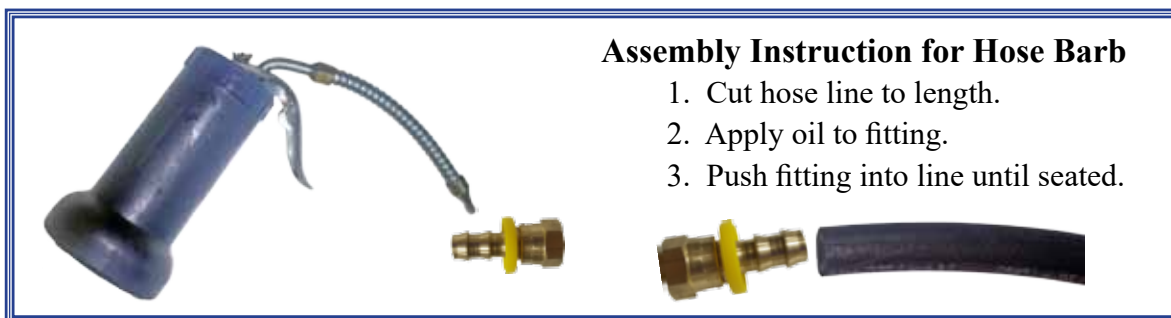 Assembly Instruction for Hose Barb
1. Cut hose line to length.
2. Apply oil to fitting.
3. Push fitting into line until seated.